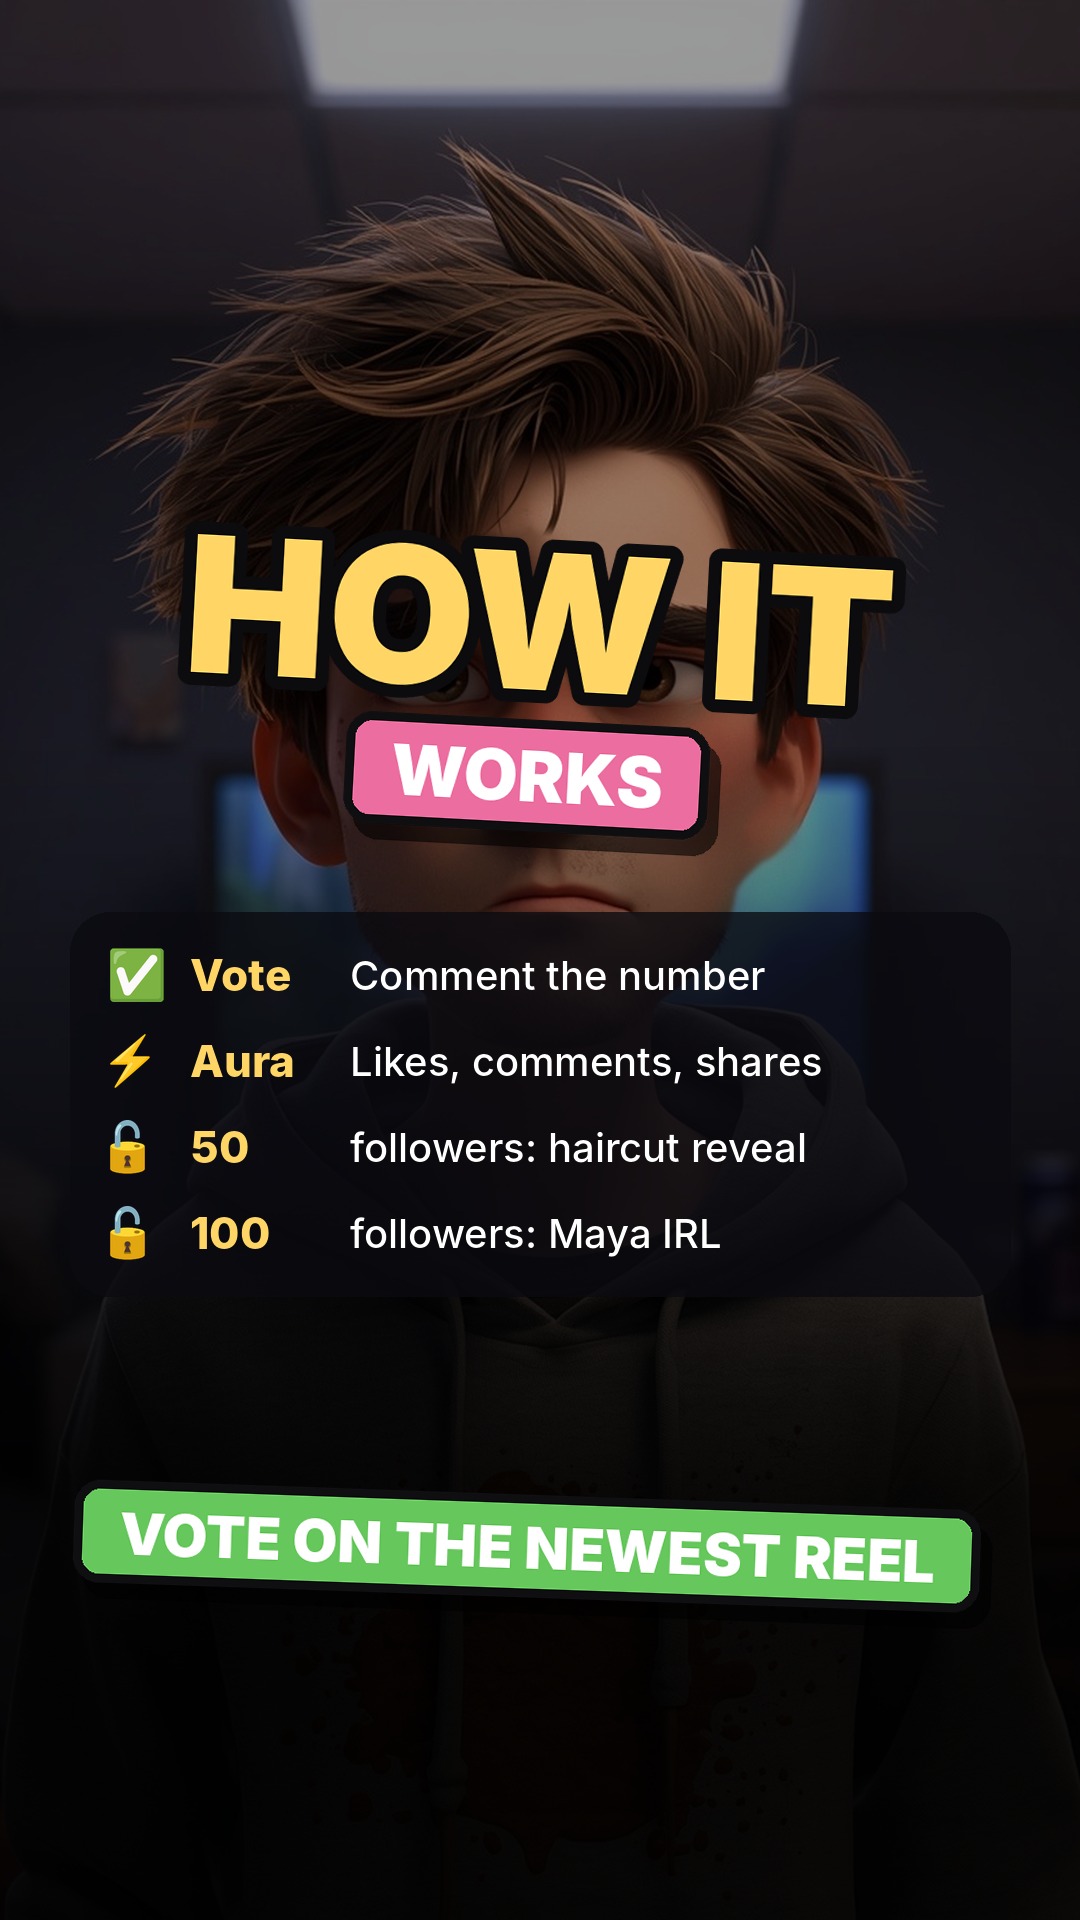 HOW IT
WORKS
✅ Vote Comment the number
⚡ Aura Likes, comments, shares
🔓 50 followers: haircut reveal
🔓 100 followers: Maya IRL
VOTE ON THE NEWEST REEL